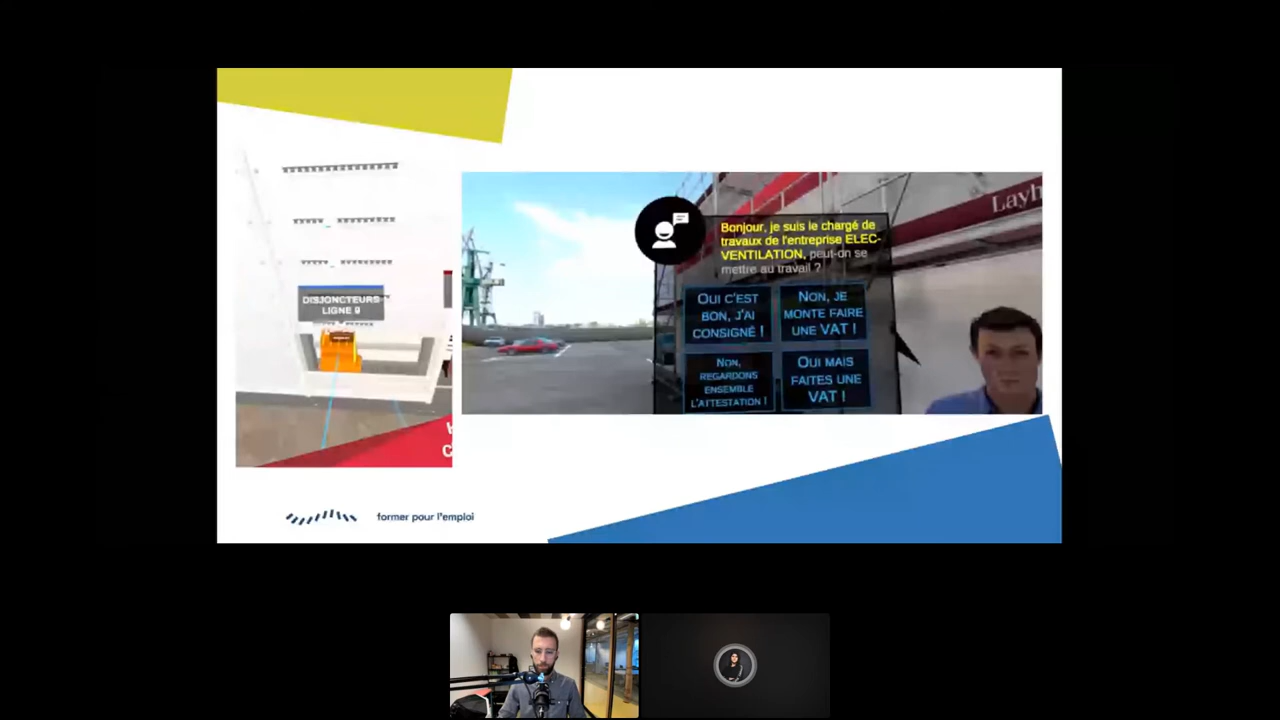 DISJONCTEURS
LIGNE 9
Layh
Bonjour, je suis le chargé de
travaux de l'entreprise ELEC-
VENTILATION, peut-on se
mettre au travail ?
OUI C'EST
BON, J'AI
CONSIGNÉ !
NON, JE
MONTE FAIRE
UNE VAT !
NON,
REGARDONS
ENSEMBLE
L'ATTESTATION !
OUI MAIS
FAITES UNE
VAT !
former pour l'emploi